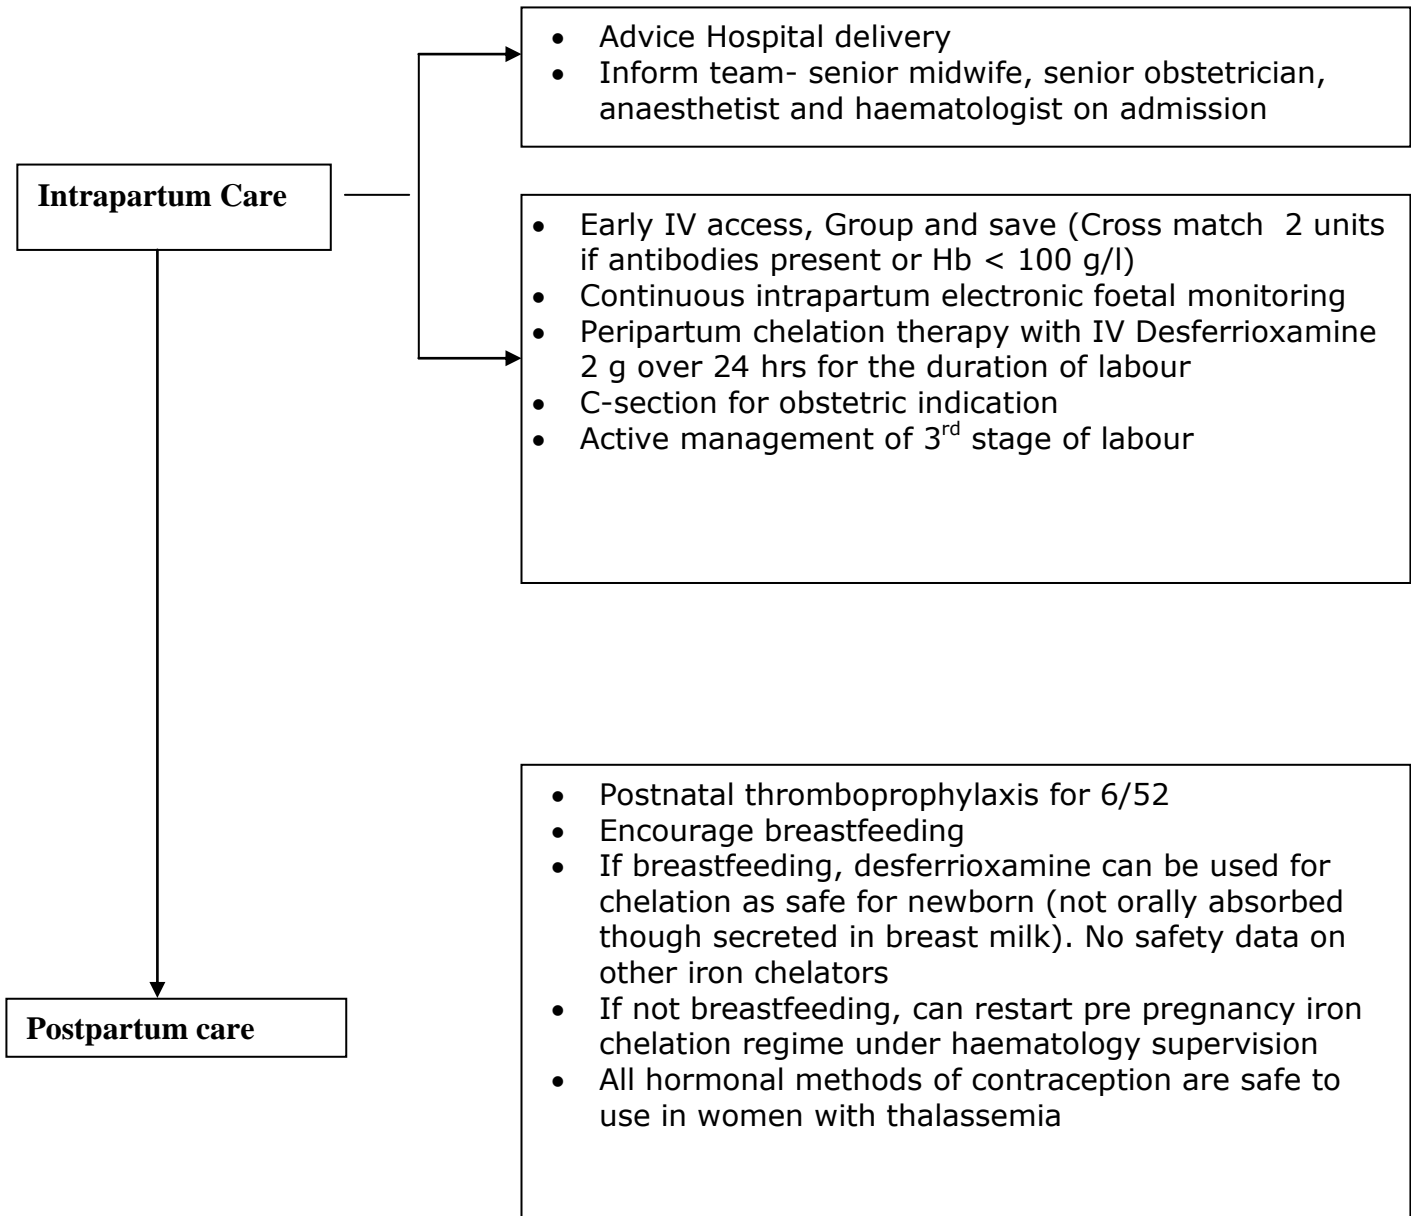 • Advice Hospital delivery
• Inform team- senior midwife, senior obstetrician,
anaesthetist and haematologist on admission
Intrapartum Care
• Early IV access, Group and save (Cross match  2 units
if antibodies present or Hb < 100 g/l)
• Continuous intrapartum electronic foetal monitoring
• Peripartum chelation therapy with IV Desferrioxamine
2 g over 24 hrs for the duration of labour
• C-section for obstetric indication
• Active management of 3rd stage of labour
• Postnatal thromboprophylaxis for 6/52
• Encourage breastfeeding
• If breastfeeding, desferrioxamine can be used for
chelation as safe for newborn (not orally absorbed
though secreted in breast milk). No safety data on
other iron chelators
• If not breastfeeding, can restart pre pregnancy iron
chelation regime under haematology supervision
• All hormonal methods of contraception are safe to
use in women with thalassemia
Postpartum care